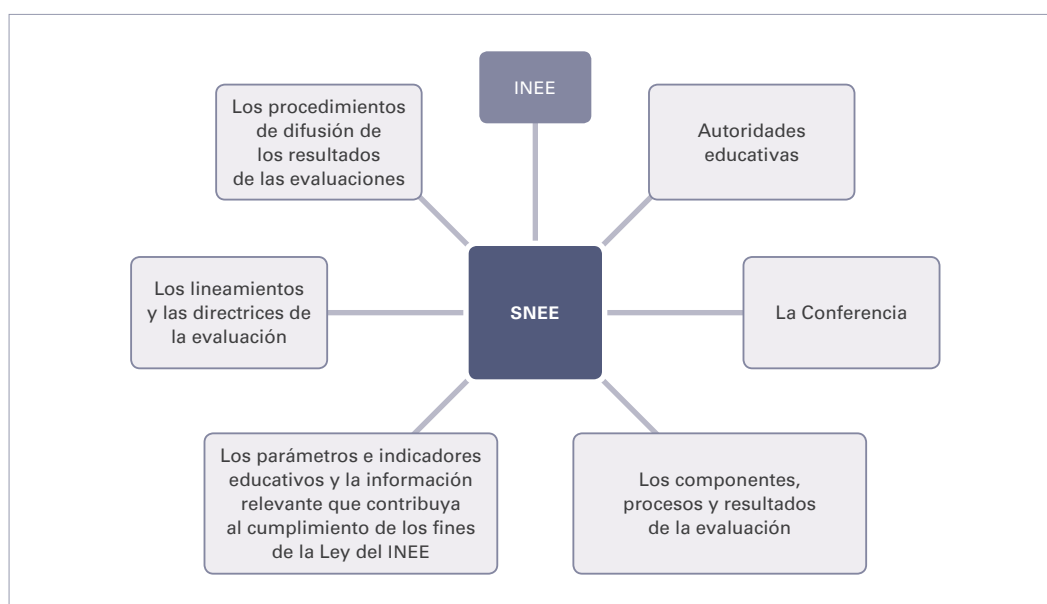 INEE
Los procedimientos
de difusión de
los resultados
de las evaluaciones
Autoridades
educativas
Los lineamientos
y las directrices de
la evaluación
SNEE
La Conferencia
Los parámetros e indicadores
educativos y la información
relevante que contribuya
al cumplimiento de los fines
de la Ley del INEE
Los componentes,
procesos y resultados
de la evaluación